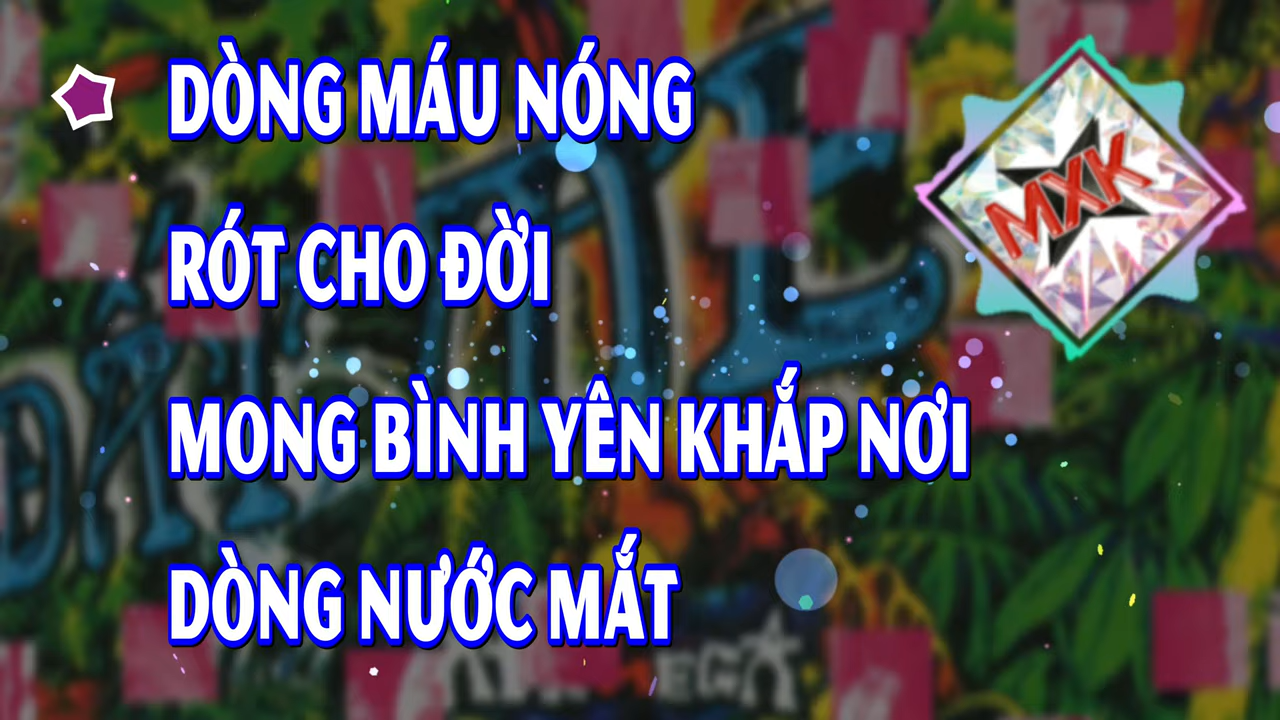 DÒNG MÁU NÓNG
MXK
RÓT CHO ĐỜI
MONG BÌNH YÊN KHẮP NƠI
DÒNG NƯỚC MẮT